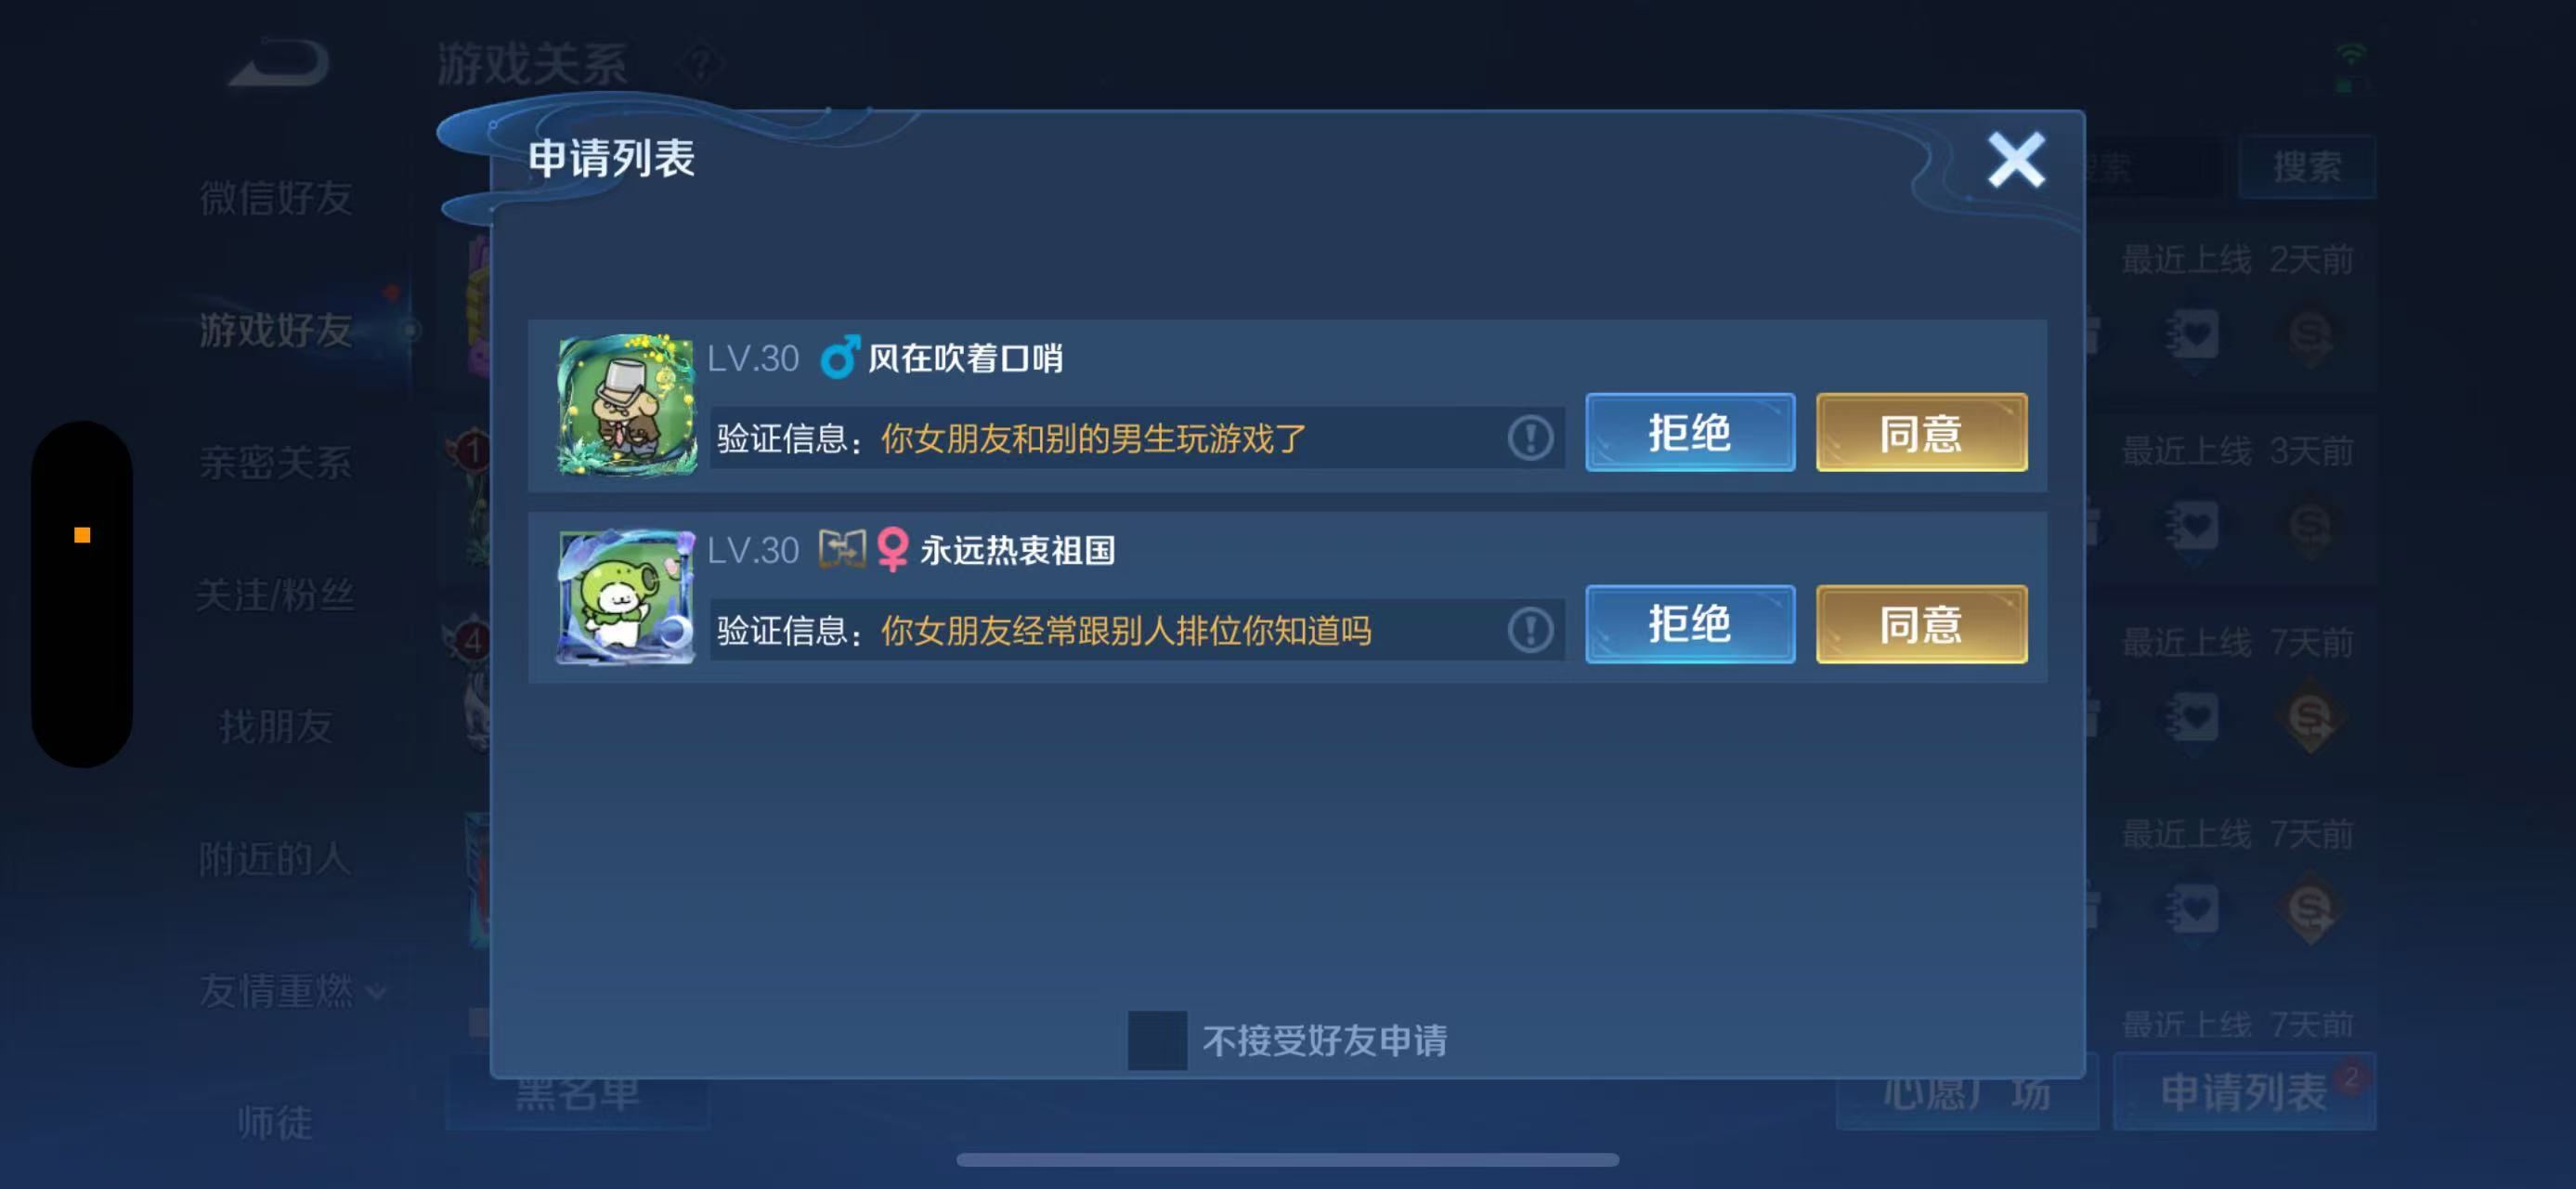 游戏关系 ?
申请列表
微信好友
游戏好友
亲密关系
关注/粉丝
找朋友
附近的人
友情重燃
师徒
搜索
LV.30 风在吹着口哨
验证信息：你女朋友和别的男生玩游戏了
拒绝
同意
LV.30 永远热衷祖国
验证信息：你女朋友经常跟别人排位你知道吗
拒绝
同意
不接受好友申请
最近上线 2天前
最近上线 3天前
最近上线 7天前
最近上线 7天前
最近上线 7天前
1
4
黑名单
心愿广场
申请列表
2